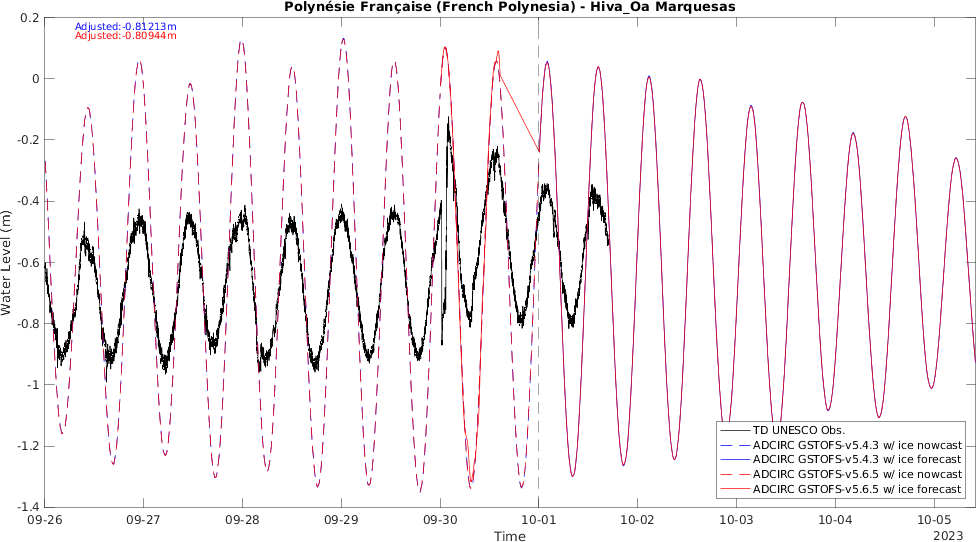 Polynésie Française (French Polynesia) - Hiva_Oa Marquesas
Adjusted:-0.81213m
Adjusted:-0.80944m
0.2
0
-0.2
-0.4
-0.6
-0.8
-1
-1.2
-1.4
Water Level (m)
TD UNESCO Obs.
ADCIRC GSTOFS-v5.4.3 w/ ice nowcast
ADCIRC GSTOFS-v5.4.3 w/ ice forecast
ADCIRC GSTOFS-v5.6.5 w/ ice nowcast
ADCIRC GSTOFS-v5.6.5 w/ ice forecast
09-26 09-27 09-28 09-29 09-30 10-01 10-02 10-03 10-04 10-05
Time
2023